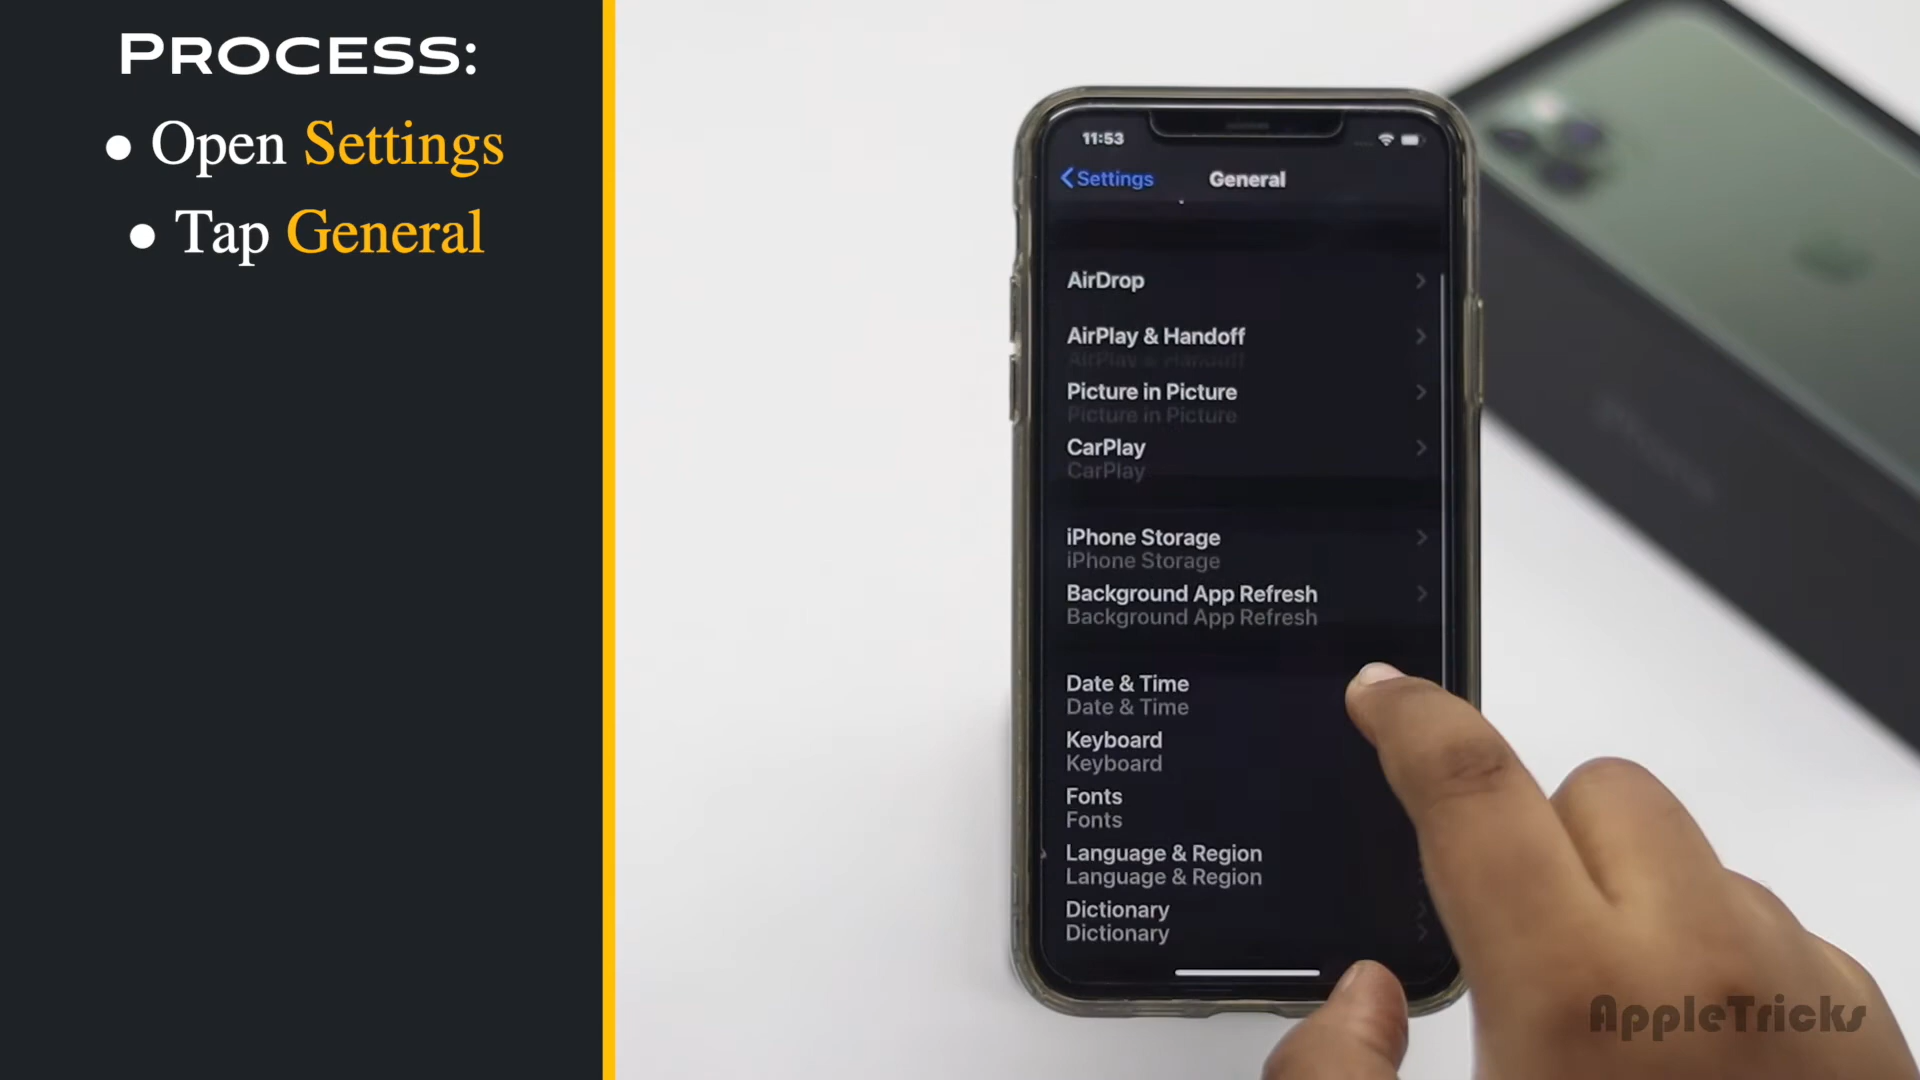 PROCESS:
• Open Settings
• Tap General
11:53
Settings
General
AirDrop
AirPlay & Handoff
AirPlay & Handoff
Picture in Picture
Picture in Picture
CarPlay
CarPlay
iPhone Storage
iPhone Storage
Background App Refresh
Background App Refresh
Date & Time
Date & Time
Keyboard
Keyboard
Fonts
Fonts
Language & Region
Language & Region
Dictionary
Dictionary
AppleTricks